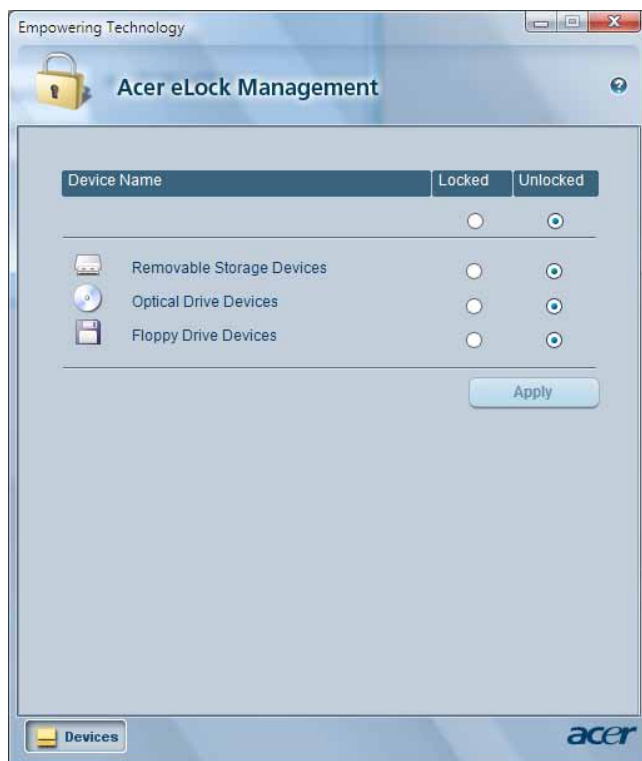 Empowering Technology
Acer eLock Management
Device Name Locked Unlocked
Removable Storage Devices
Optical Drive Devices
Floppy Drive Devices
Apply
Devices
acer